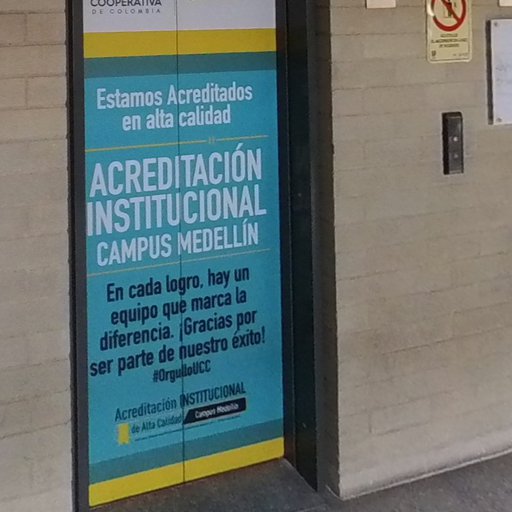 COOPERATIVA
DE COLOMBIA
Estamos Acreditados
en alta calidad
ACREDITACIÓN
INSTITUCIONAL
CAMPUS MEDELLÍN
En cada logro, hay un
equipo que marca la
diferencia. ¡Gracias por
ser parte de nuestro éxito!
#OrgulloUCC
Acreditación INSTITUCIONAL
de Alta Calidad Campus Medellín